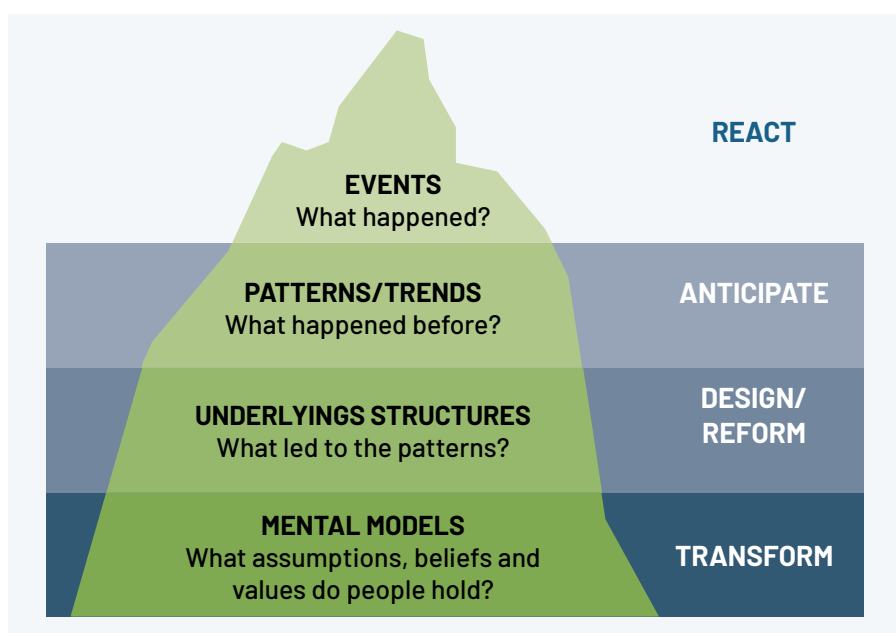 REACT
EVENTS
What happened?
PATTERNS/TRENDS
What happened before?
ANTICIPATE
UNDERLYINGS STRUCTURES
What led to the patterns?
DESIGN/
REFORM
MENTAL MODELS
What assumptions, beliefs and
values do people hold?
TRANSFORM